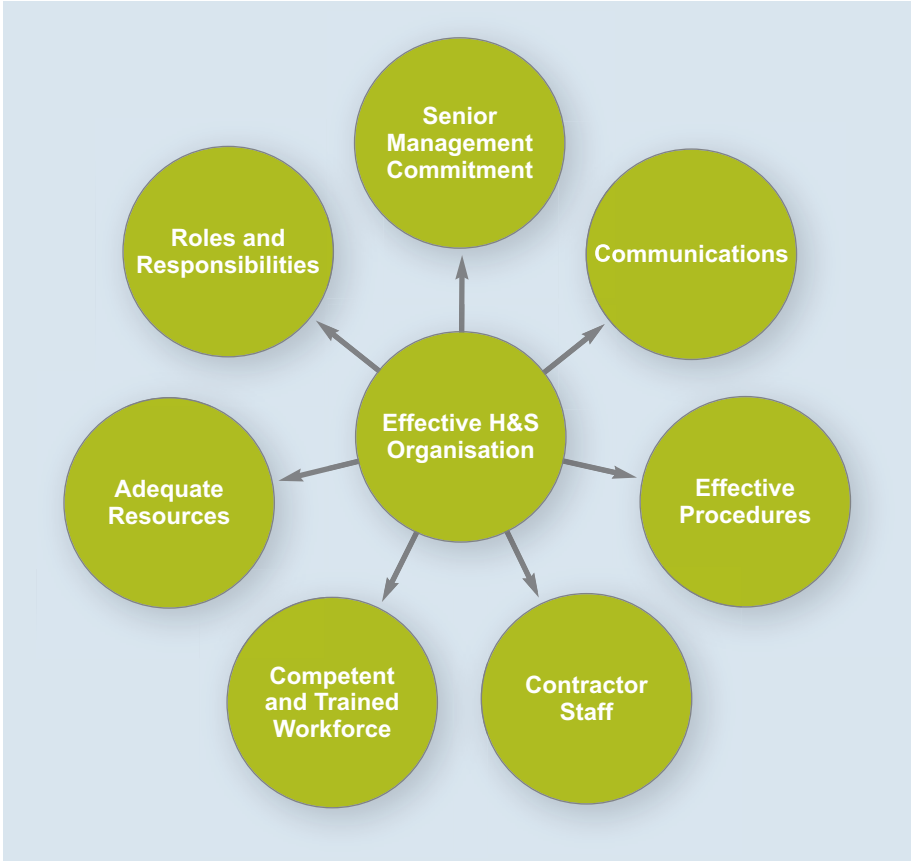 Senior
Management
Commitment
Communications
Effective
Procedures
Contractor
Staff
Competent
and Trained
Workforce
Adequate
Resources
Roles and
Responsibilities
Effective H&S
Organisation